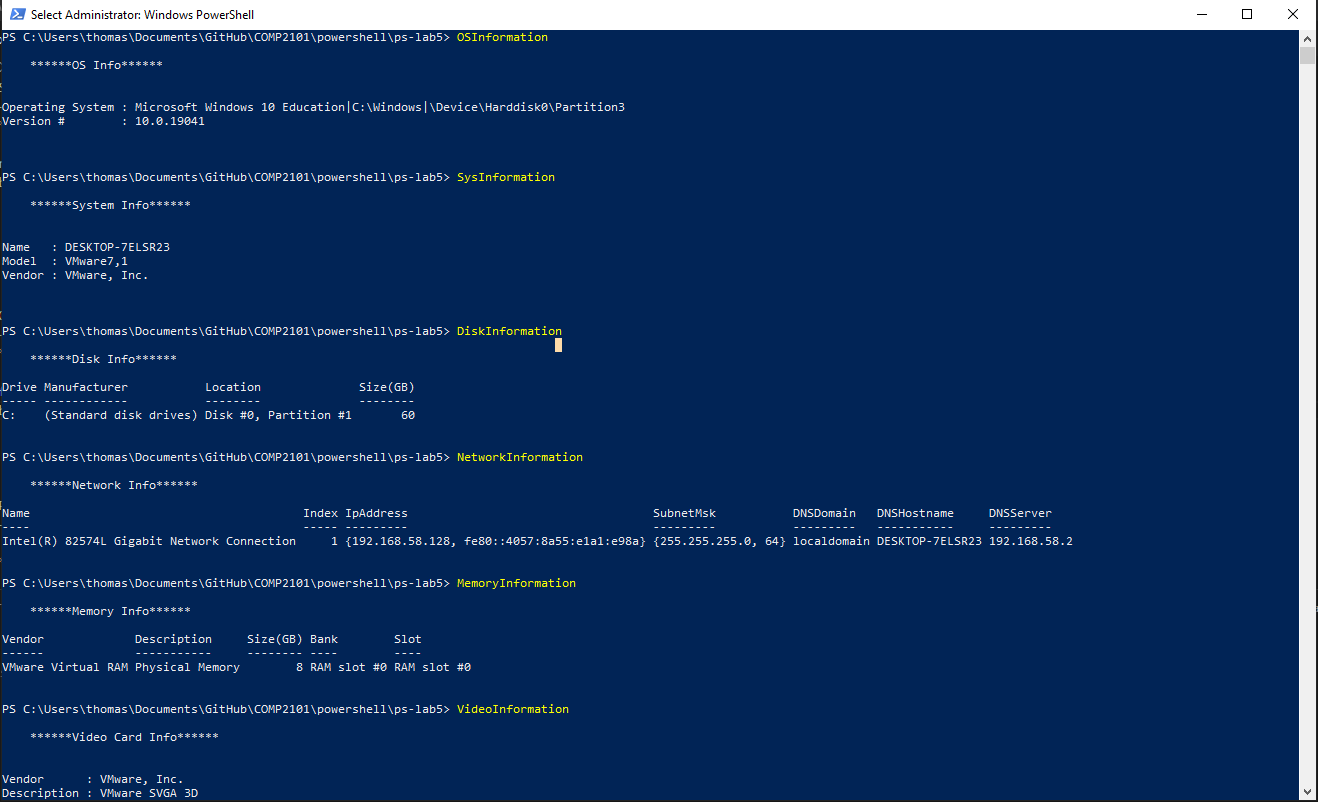 Select Administrator: Windows PowerShell
PS C:\Users\thomas\Documents\GitHub\COMP2101\powershell\ps-lab5> OSInformation
******OS Info******
Operating System : Microsoft Windows 10 Education|C:\Windows|\Device\Harddisk0\Partition3
Version #        : 10.0.19041
PS C:\Users\thomas\Documents\GitHub\COMP2101\powershell\ps-lab5> SysInformation
******System Info******
Name   : DESKTOP-7ELSR23
Model  : VMware7,1
Vendor : VMware, Inc.
PS C:\Users\thomas\Documents\GitHub\COMP2101\powershell\ps-lab5> DiskInformation
******Disk Info******
Drive Manufacturer           Location              Size(GB)
----- ------------           --------              --------
C:    (Standard disk drives) Disk #0, Partition #1       60
PS C:\Users\thomas\Documents\GitHub\COMP2101\powershell\ps-lab5> NetworkInformation
******Network Info******
Name                                       Index IpAddress                                   SubnetMsk           DNSDomain   DNSHostname     DNSServer
----                                       ----- ---------                                   ---------           ---------   -----------     ---------
Intel(R) 82574L Gigabit Network Connection     1 {192.168.58.128, fe80::4057:8a55:e1a1:e98a} {255.255.255.0, 64} localdomain DESKTOP-7ELSR23 192.168.58.2
PS C:\Users\thomas\Documents\GitHub\COMP2101\powershell\ps-lab5> MemoryInformation
******Memory Info******
Vendor             Description     Size(GB) Bank        Slot
------             -----------     -------- ----        ----
VMware Virtual RAM Physical Memory        8 RAM slot #0 RAM slot #0
PS C:\Users\thomas\Documents\GitHub\COMP2101\powershell\ps-lab5> VideoInformation
******Video Card Info******
Vendor      : VMware, Inc.
Description : VMware SVGA 3D